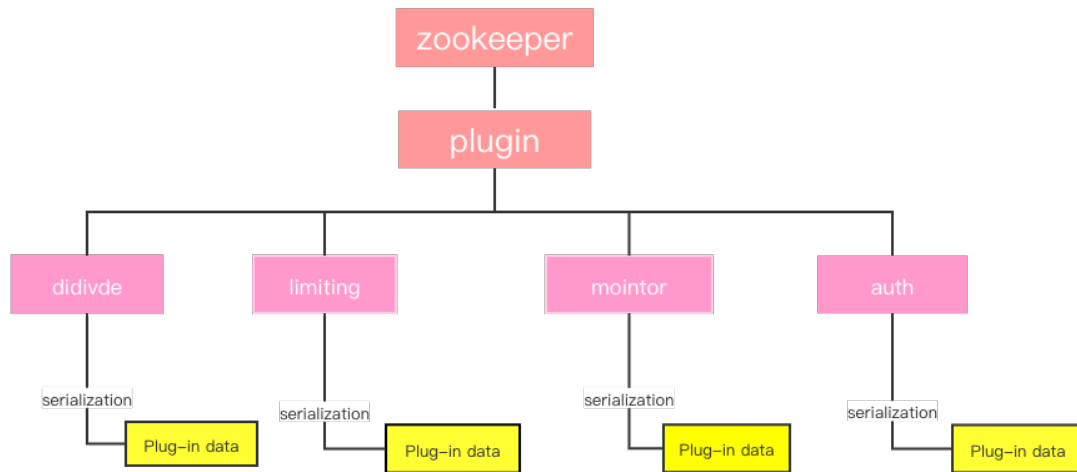 zookeeper
plugin
didivde
limiting
mointor
auth
serialization
serialization
serialization
serialization
Plug-in data
Plug-in data
Plug-in data
Plug-in data